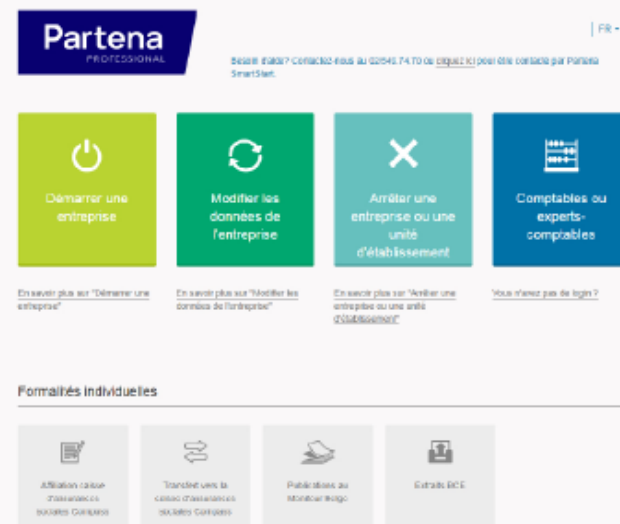 Partena
PROFESSIONAL
FR
Besoin d'aide? Contactez-nous au 02/549.74.70 ou cliquez ici pour être contacté par Partena
SmartStart.
Démarrer une
entreprise
Modifier les
données de
l'entreprise
Arrêter une
entreprise ou une
unité
d'établissement
Comptables ou
experts-
comptables
En savoir plus sur "Démarrer une
entreprise"
En savoir plus sur "Modifier les
données de l'entreprise"
En savoir plus sur "Arrêter une
entreprise ou une unité
d'établissement"
Vous n'avez pas de login ?
Formalités individuelles
Affiliation caisse
d'assurances
sociales
Transfert vers la
caisse d'assurances
sociales
Publications au
Moniteur Belge
Extraits BCE